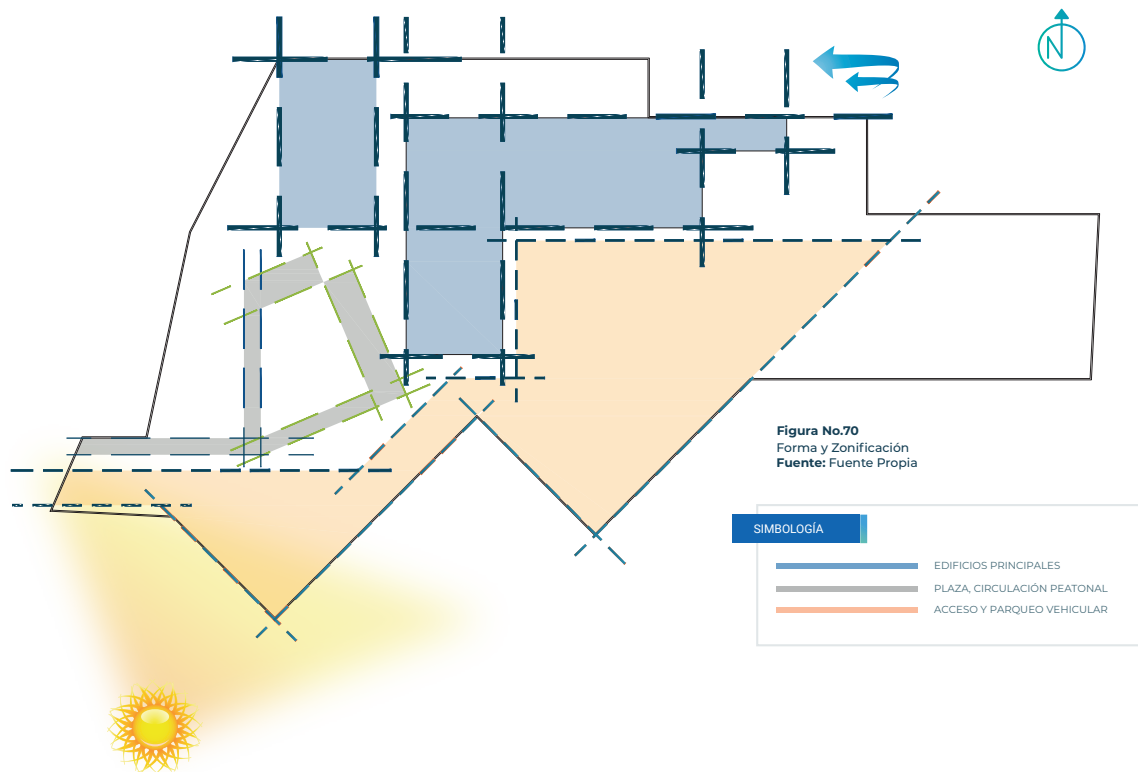 N
Figura No.70
Forma y Zonificación
Fuente: Fuente Propia
SIMBOLOGÍA
EDIFICIOS PRINCIPALES
PLAZA, CIRCULACIÓN PEATONAL
ACCESO Y PARQUEO VEHICULAR